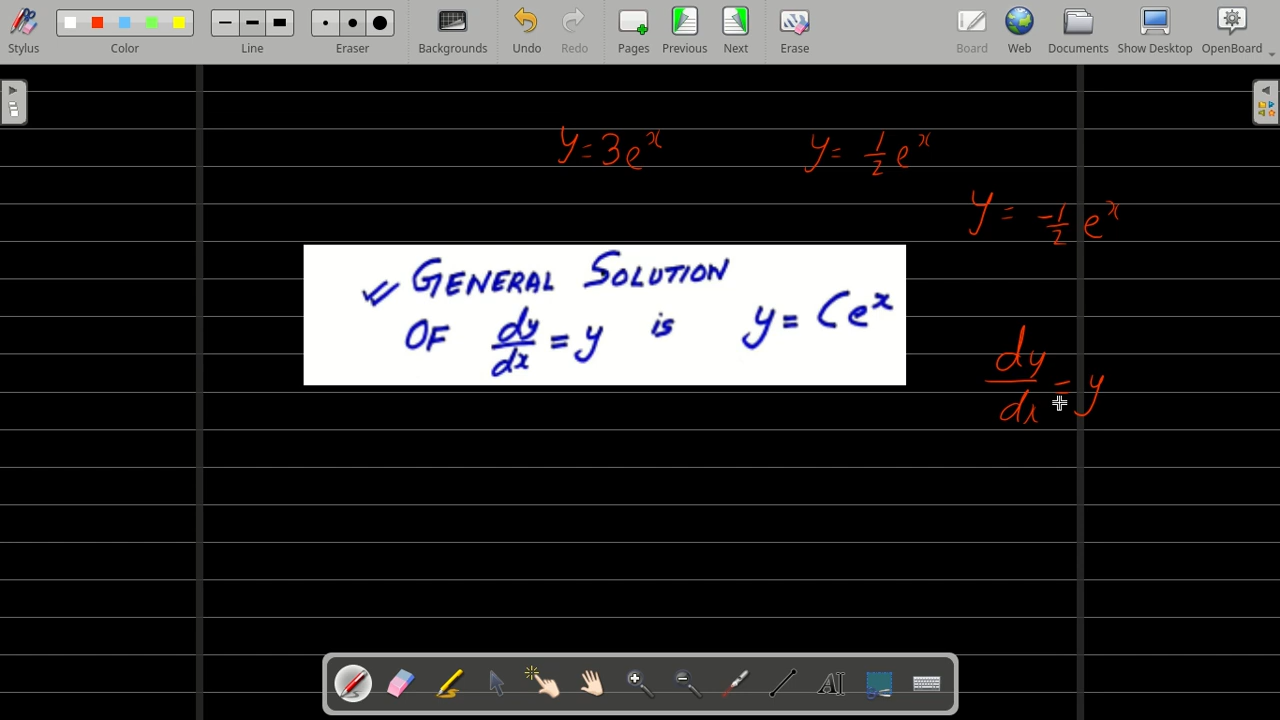 Stylus Color Line Eraser Backgrounds Undo Redo Pages Previous Next Erase Board Web Documents Show Desktop OpenBoard
y = 3e^x y = 1/2 e^x
y = -1/2 e^x
GENERAL SOLUTION
OF dy/dx = y is y = Ce^x
dy/dx = y